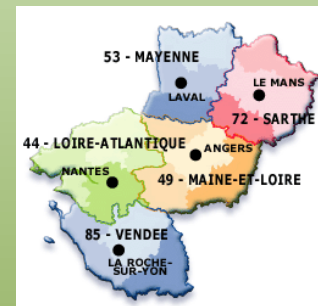 53 - MAYENNE
LAVAL
LE MANS
72 - SARTHE
44 - LOIRE-ATLANTIQUE
ANGERS
NANTES
49 - MAINE-ET-LOIRE
85 - VENDEE
LA ROCHE-
SUR-YON